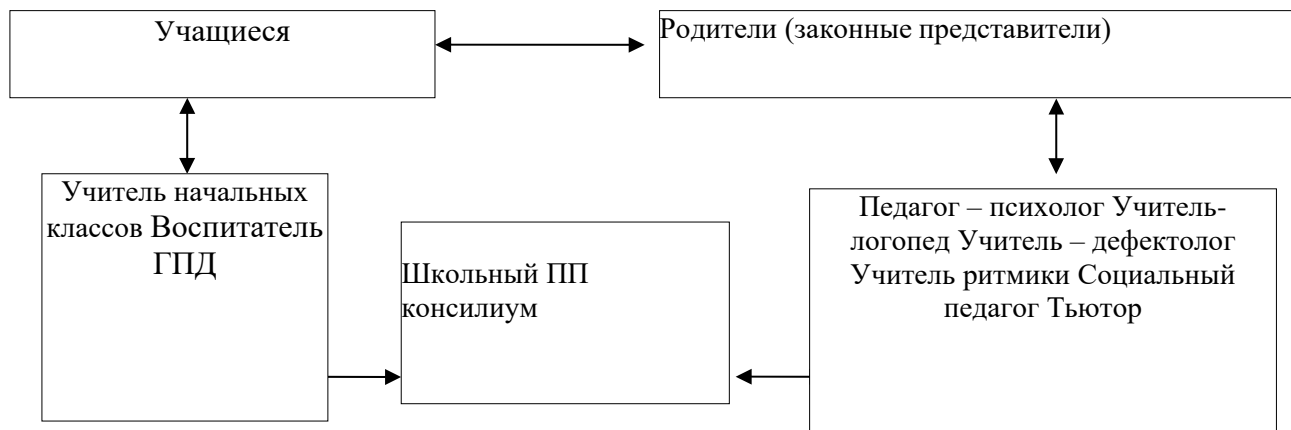 Учащиеся
Родители (законные представители)
Учитель начальных
классов Воспитатель
ГПД
Школьный ПП
консилиум
Педагог – психолог Учитель-
логопед Учитель – дефектолог
Учитель ритмики Социальный
педагог Тьютор